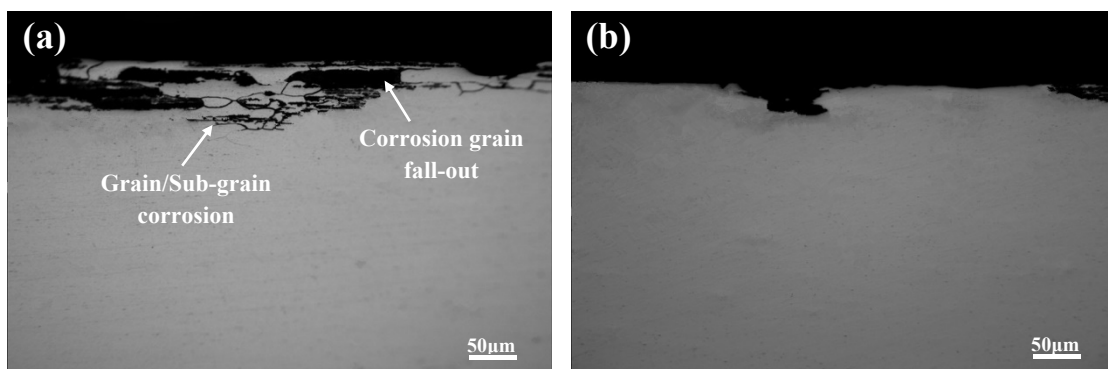 (a)
Corrosion grain
fall-out
Grain/Sub-grain
corrosion
50μm
(b)
50μm